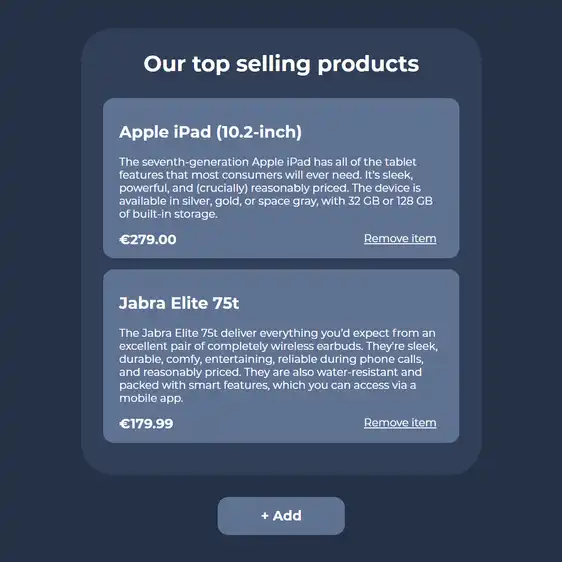 Our top selling products
Apple iPad (10.2-inch)
The seventh-generation Apple iPad has all of the tablet
features that most consumers will ever need. It's sleek,
powerful, and (crucially) reasonably priced. The device is
available in silver, gold, or space gray, with 32 GB or 128 GB
of built-in storage.
€279.00
Remove item
Jabra Elite 75t
The Jabra Elite 75t deliver everything you'd expect from an
excellent pair of completely wireless earbuds. They're sleek,
durable, comfy, entertaining, reliable during phone calls,
and reasonably priced. They are also water-resistant and
packed with smart features, which you can access via a
mobile app.
€179.99
Remove item
+ Add